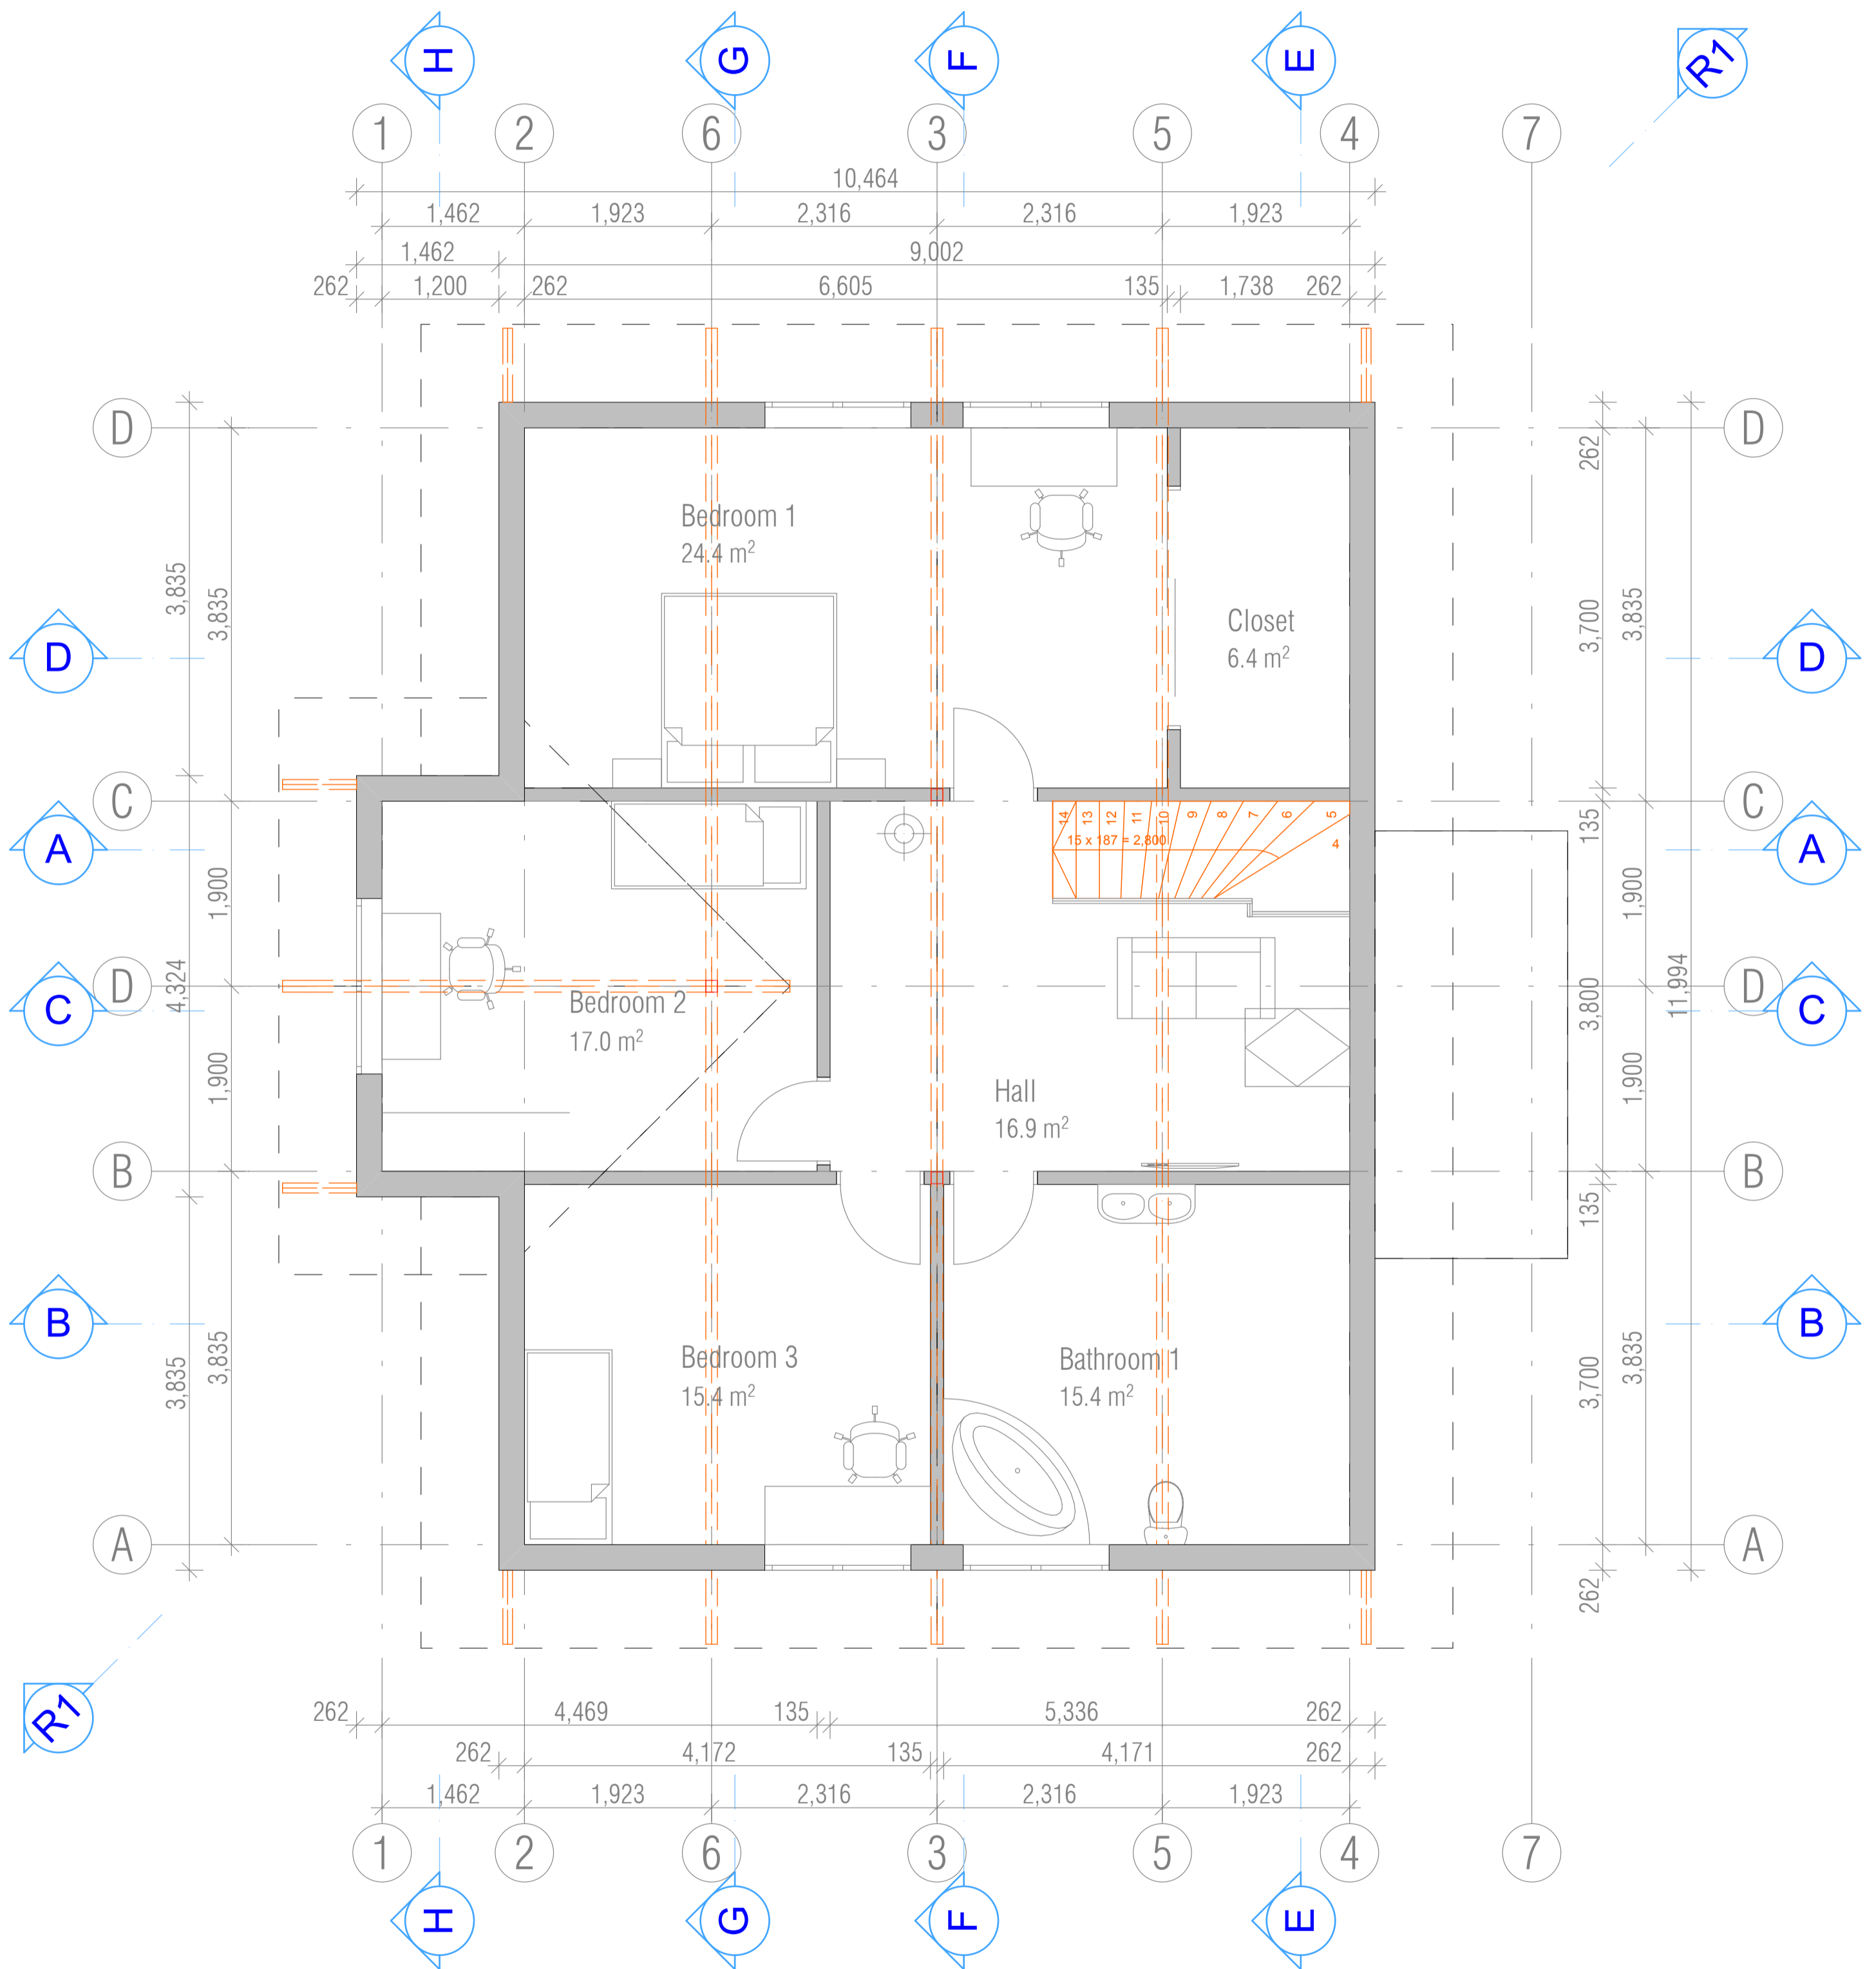 H G F E R1
1 2 6 3 5 4 7
10,464
1,462 1,923 2,316 2,316 1,923
1,462 9,002
262 1,200 262 6,605 135 1,738 262
D D
262
Bedroom 1
24.4 m²
3,835 3,835 3,700 3,835
Closet
6.4 m²
D D
C C
135
14 13 12 11 10 9 8 7 6 5
15 x 187 = 2,800
4
A A
1,900 1,900
4,324 3,800 11,994
D D
C C
Bedroom 2
17.0 m²
1,900 1,900
Hall
16.9 m²
B B
135
B B
3,835 3,835 3,700 3,835
Bedroom 3
15.4 m²
Bathroom 1
15.4 m²
A A
262
R1
262 4,469 135 5,336 262
262 4,172 135 4,171 262
1,462 1,923 2,316 2,316 1,923
1 2 6 3 5 4 7
H G F E